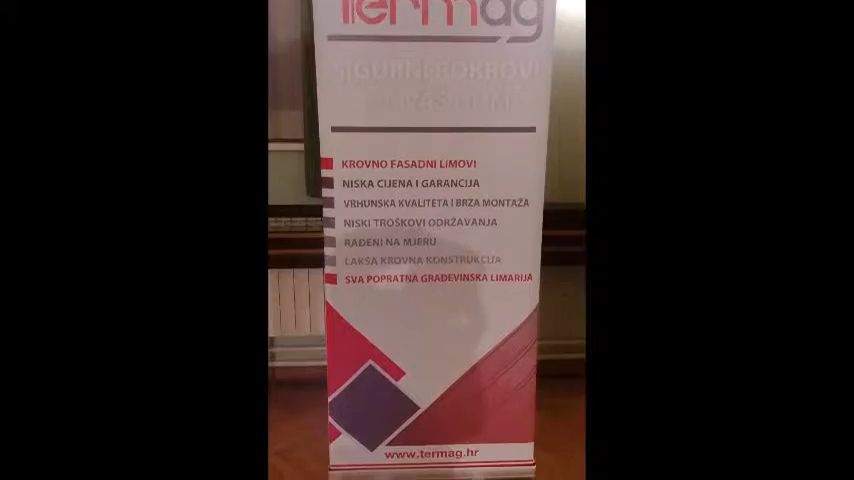 Termag
KROVNO FASADNI LIMOVI
NISKA CIJENA I GARANCIJA
VRHUNSKA KVALITETA I BRZA MONTAŽA
NISKI TROŠKOVI ODRŽAVANJA
RAĐENI NA MJERU
LAKŠA KROVNA KONSTRUKCIJA
SVA POPRATNA GRAĐEVINSKA LIMARIJA
www.termag.hr